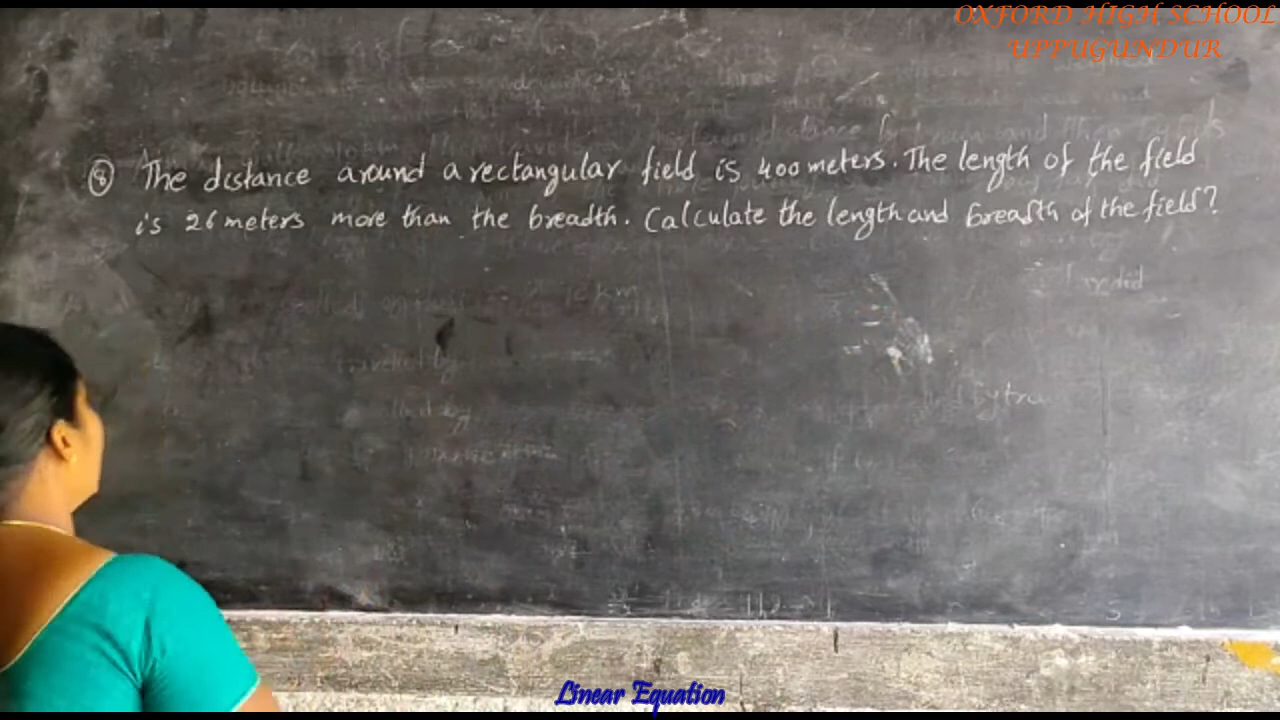 OXFORD HIGH SCHOOL
UPPUGUNDUR
⑧ The distance around a rectangular field is 400 meters. The length of the field
is 26 meters more than the breadth. Calculate the length and breadth of the field?
Linear Equation